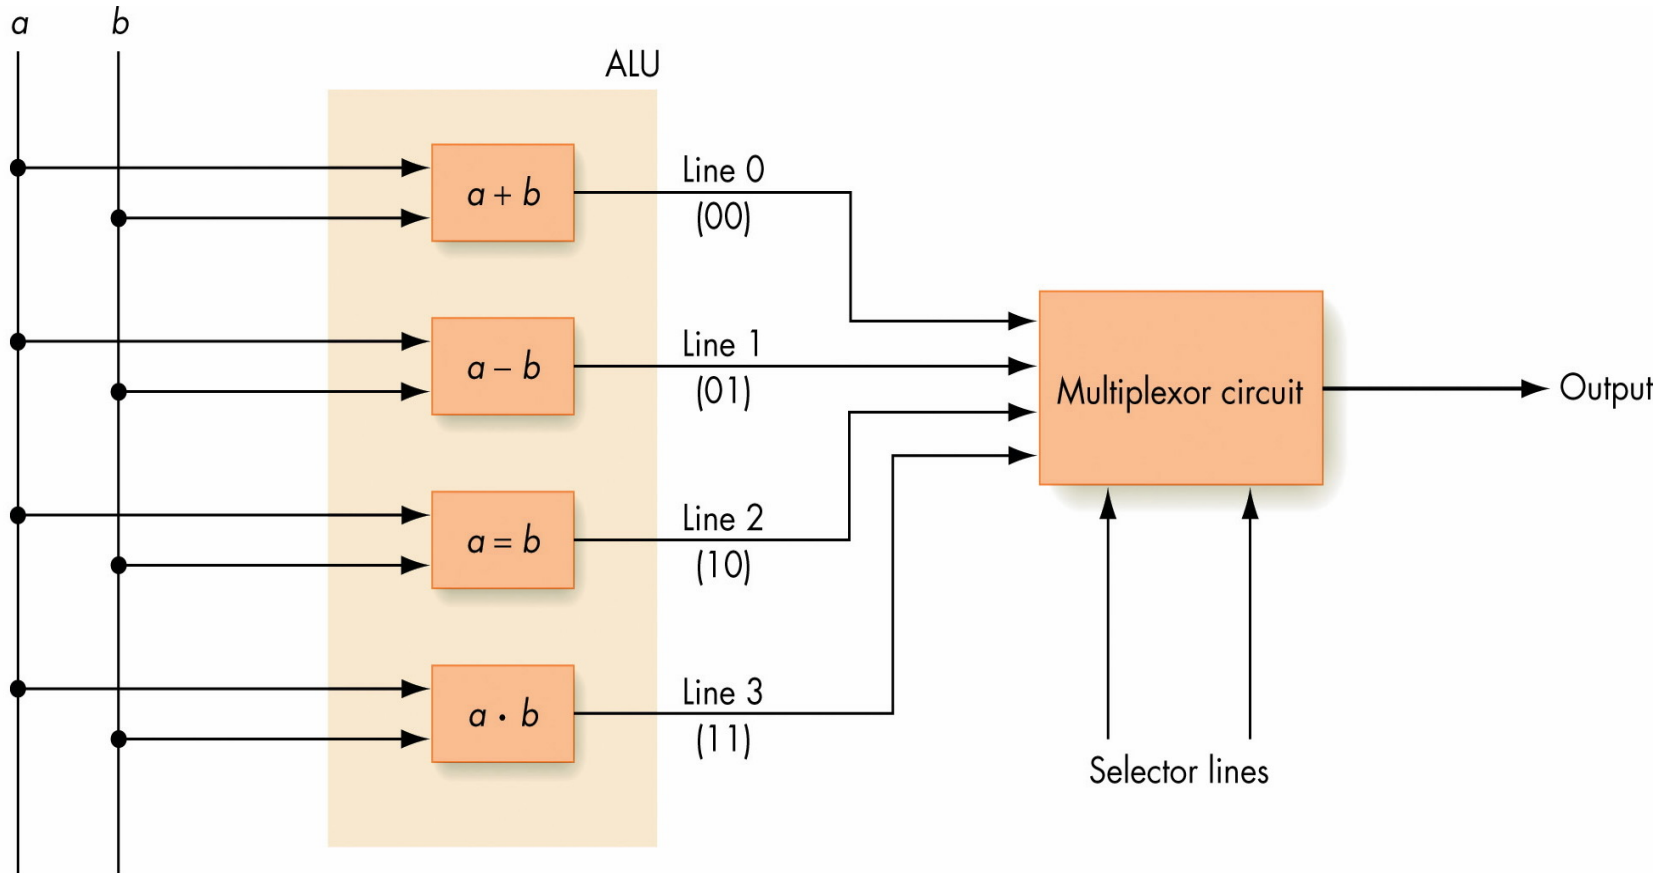 a
b
ALU
a + b
Line 0
(00)
a – b
Line 1
(01)
Multiplexor circuit
Output
a = b
Line 2
(10)
a · b
Line 3
(11)
Selector lines